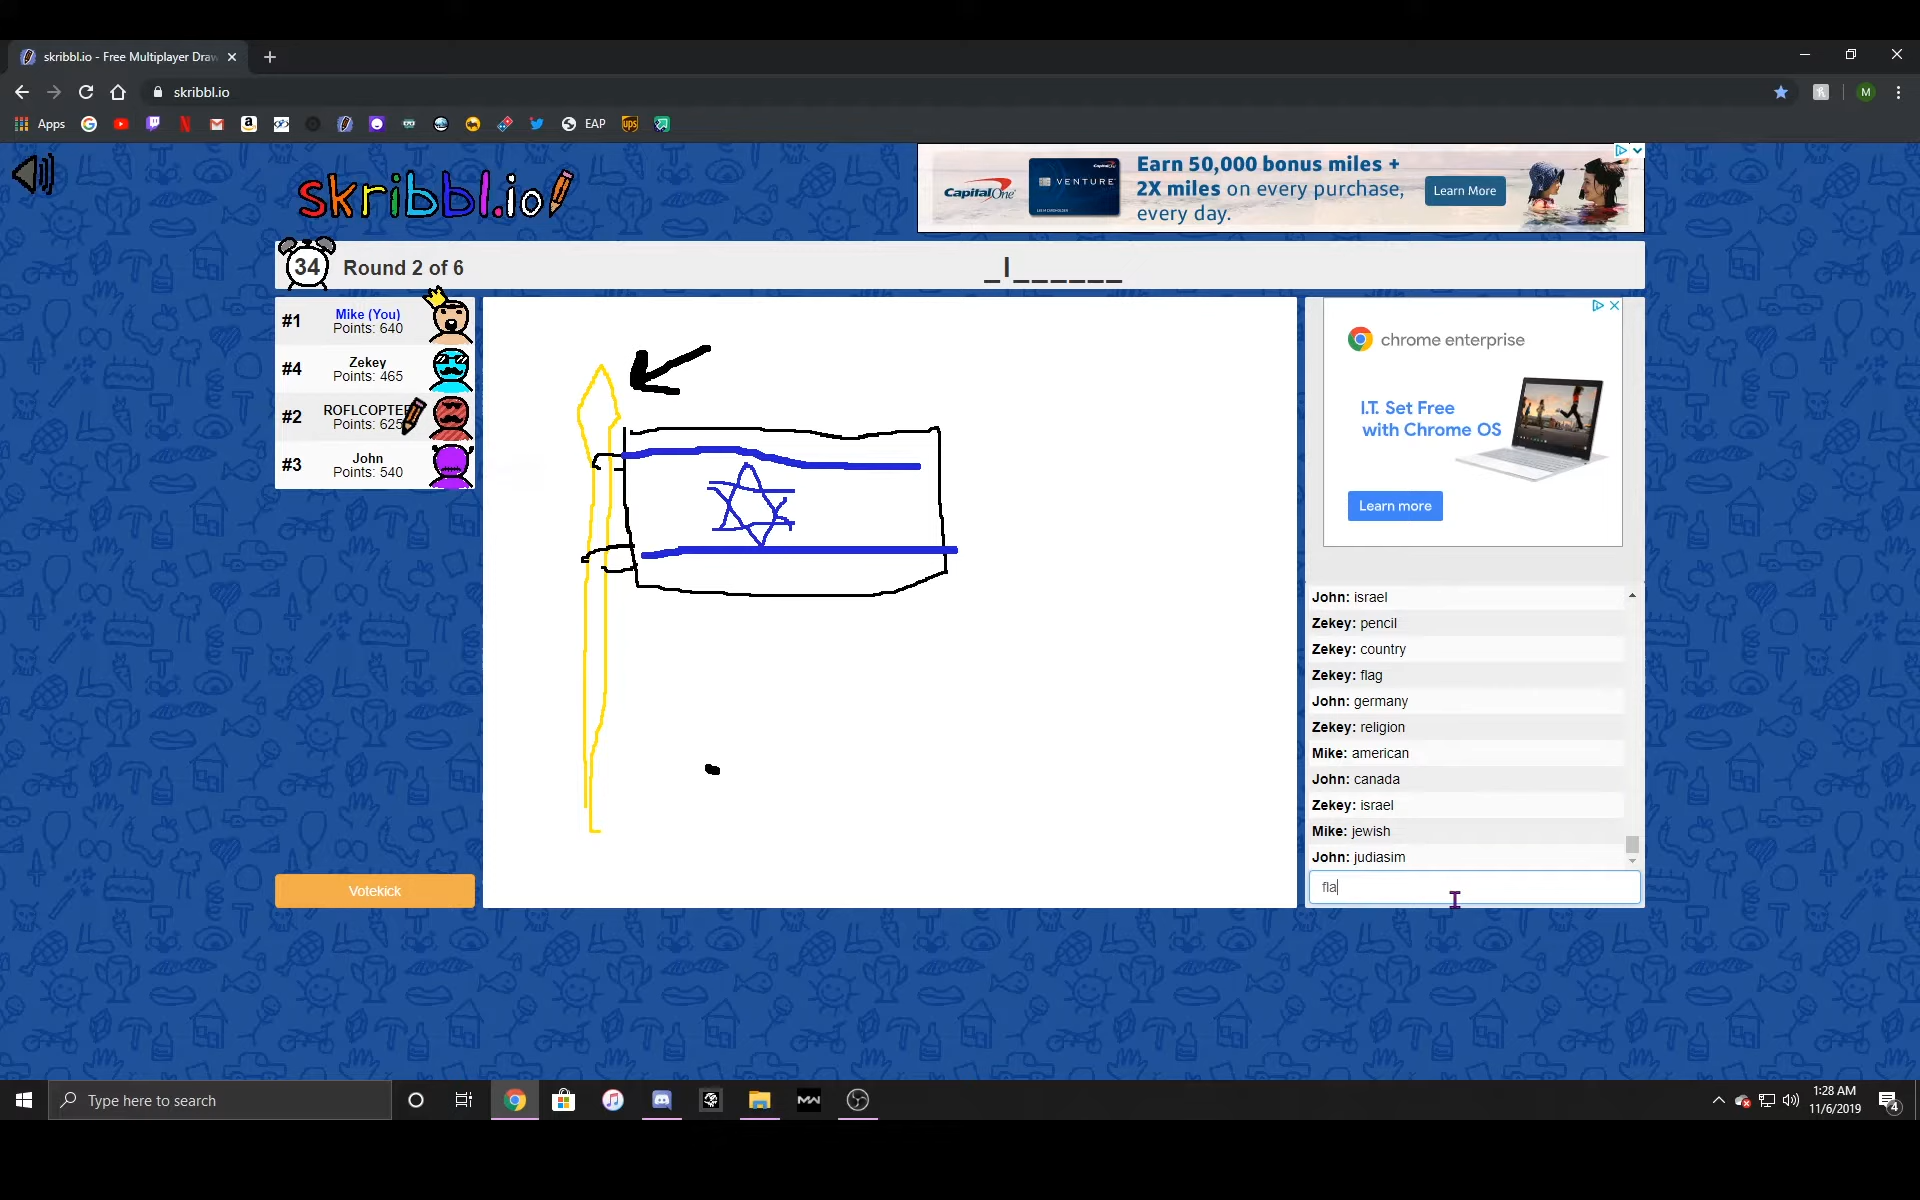 skribbl.io - Free Multiplayer Draw
skribbl.io
Apps
EAP
ups
M
skribbl.io
Capital One
VENTURE
Earn 50,000 bonus miles +
2X miles on every purchase,
every day.
Learn More
34
Round 2 of 6
_l______
#1
Mike (You)
Points: 640
#4
Zekey
Points: 465
#2
ROFLCOPTE
Points: 625
#3
John
Points: 540
Votekick
chrome enterprise
I.T. Set Free
with Chrome OS
Learn more
John: israel
Zekey: pencil
Zekey: country
Zekey: flag
John: germany
Zekey: religion
Mike: american
John: canada
Zekey: israel
Mike: jewish
John: judiasim
fla
Type here to search
1:28 AM
11/6/2019
4